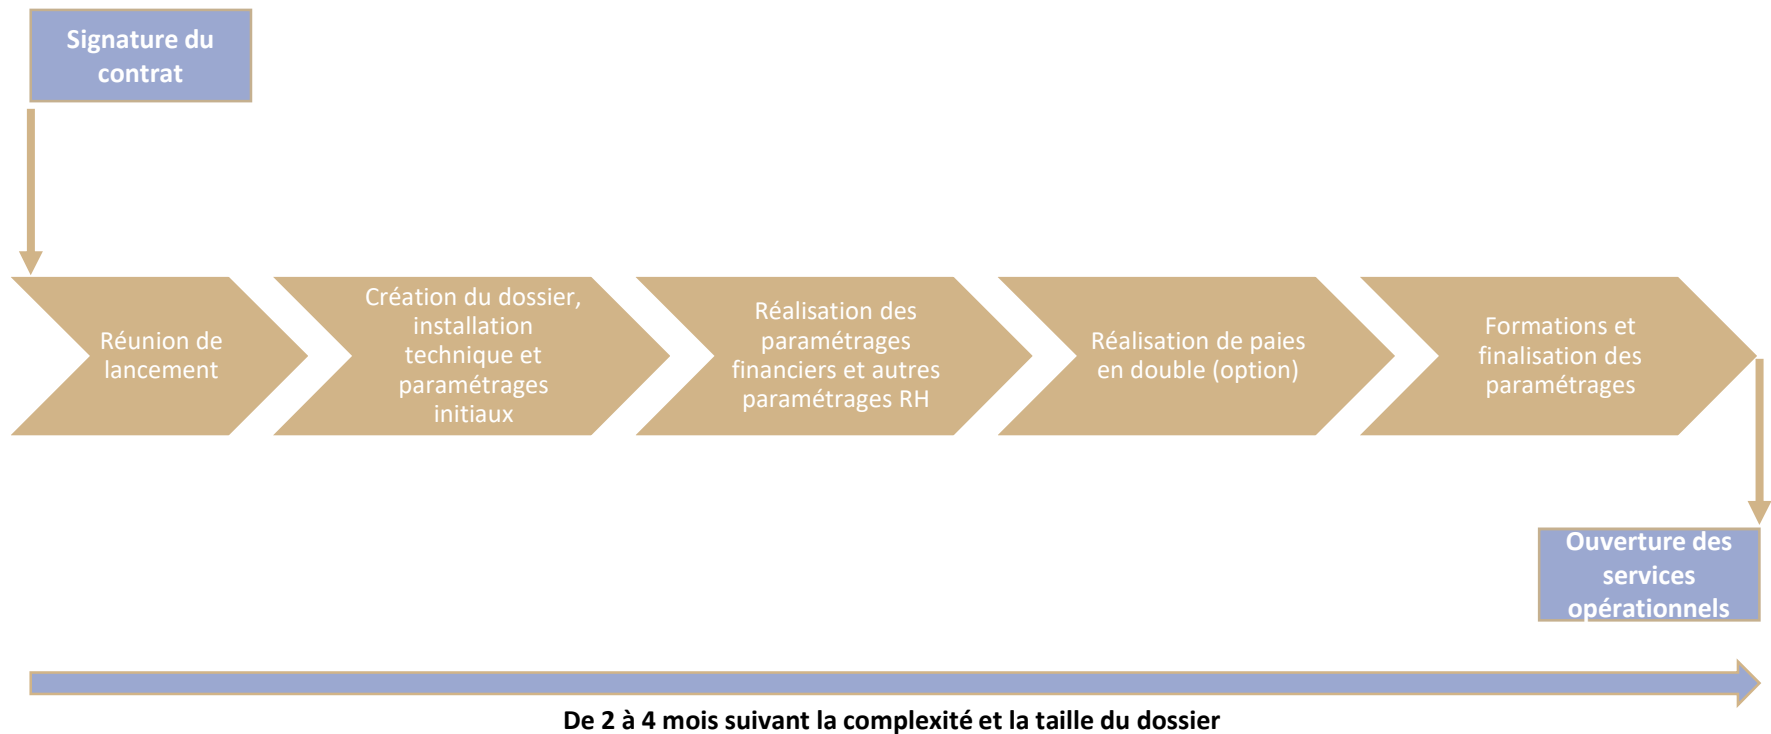 Signature du
contrat
Réunion de
lancement
Création du dossier,
installation
technique et
paramétrages
initiaux
Réalisation des
paramétrages
financiers et autres
paramétrages RH
Réalisation de paies
en double (option)
Formations et
finalisation des
paramétrages
Ouverture des
services
opérationnels
De 2 à 4 mois suivant la complexité et la taille du dossier